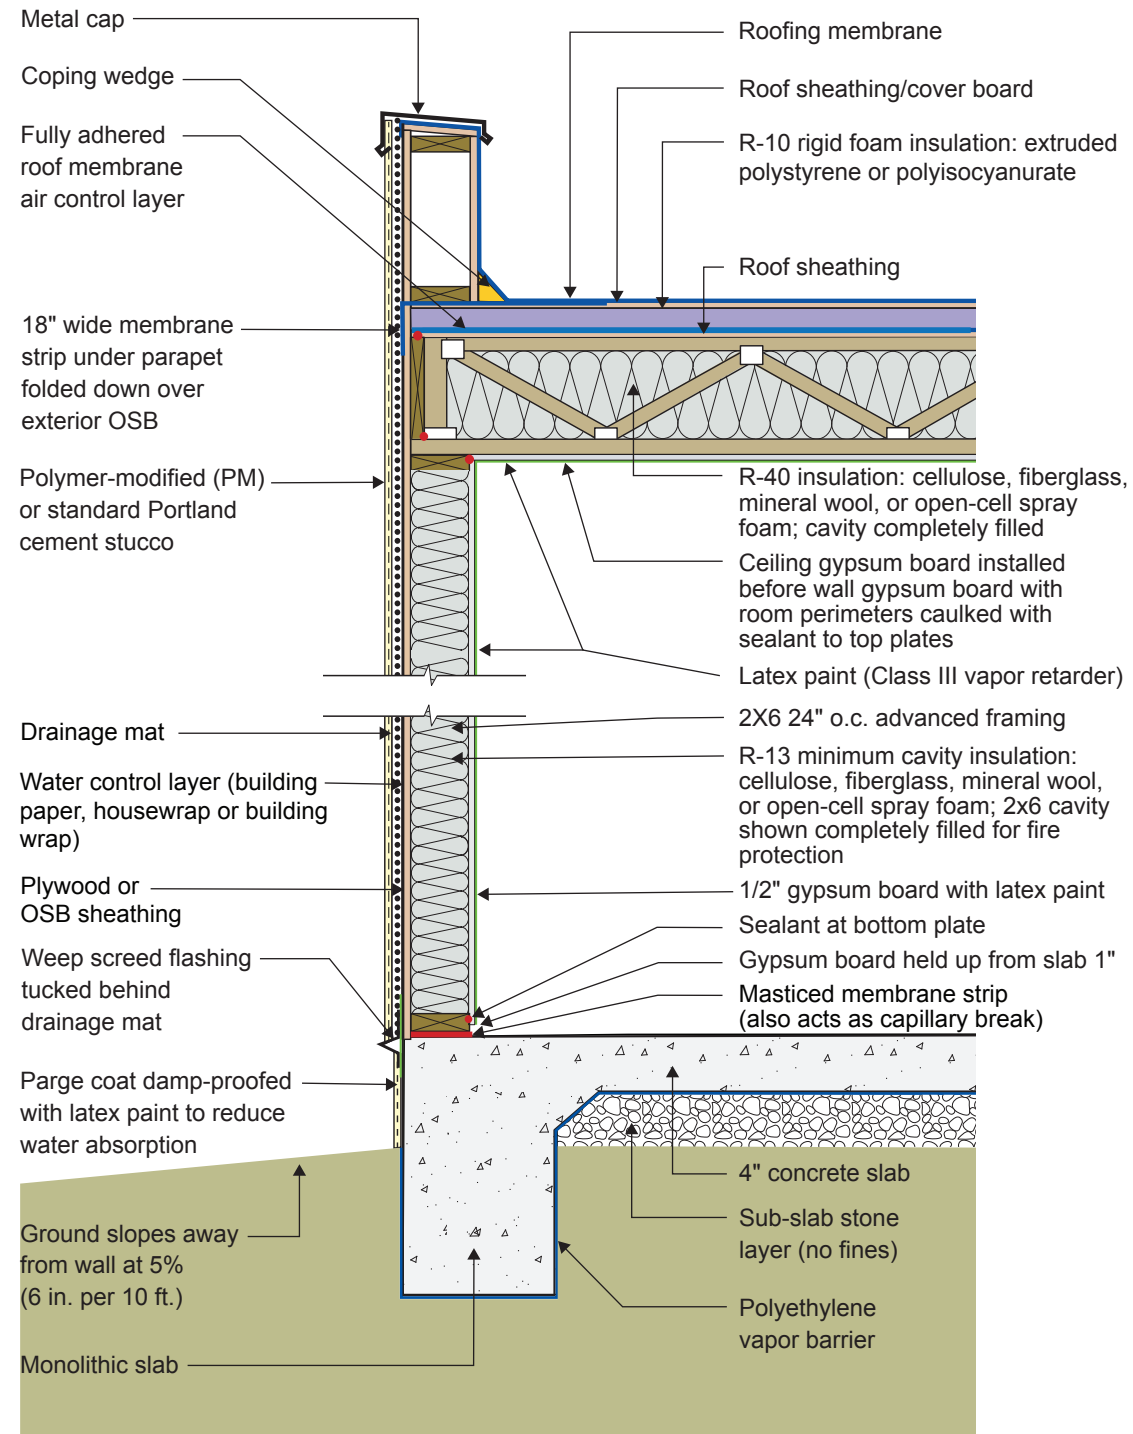 Metal cap
Coping wedge
Fully adhered
roof membrane
air control layer
18" wide membrane
strip under parapet
folded down over
exterior OSB
Polymer-modified (PM)
or standard Portland
cement stucco
Drainage mat
Water control layer (building
paper, housewrap or building
wrap)
Plywood or
OSB sheathing
Weep screed flashing
tucked behind
drainage mat
Parge coat damp-proofed
with latex paint to reduce
water absorption
Ground slopes away
from wall at 5%
(6 in. per 10 ft.)
Monolithic slab
Roofing membrane
Roof sheathing/cover board
R-10 rigid foam insulation: extruded
polystyrene or polyisocyanurate
Roof sheathing
R-40 insulation: cellulose, fiberglass,
mineral wool, or open-cell spray
foam; cavity completely filled
Ceiling gypsum board installed
before wall gypsum board with
room perimeters caulked with
sealant to top plates
Latex paint (Class III vapor retarder)
2X6 24" o.c. advanced framing
R-13 minimum cavity insulation:
cellulose, fiberglass, mineral wool,
or open-cell spray foam; 2x6 cavity
shown completely filled for fire
protection
1/2" gypsum board with latex paint
Sealant at bottom plate
Gypsum board held up from slab 1"
Masticed membrane strip
(also acts as capillary break)
4" concrete slab
Sub-slab stone
layer (no fines)
Polyethylene
vapor barrier